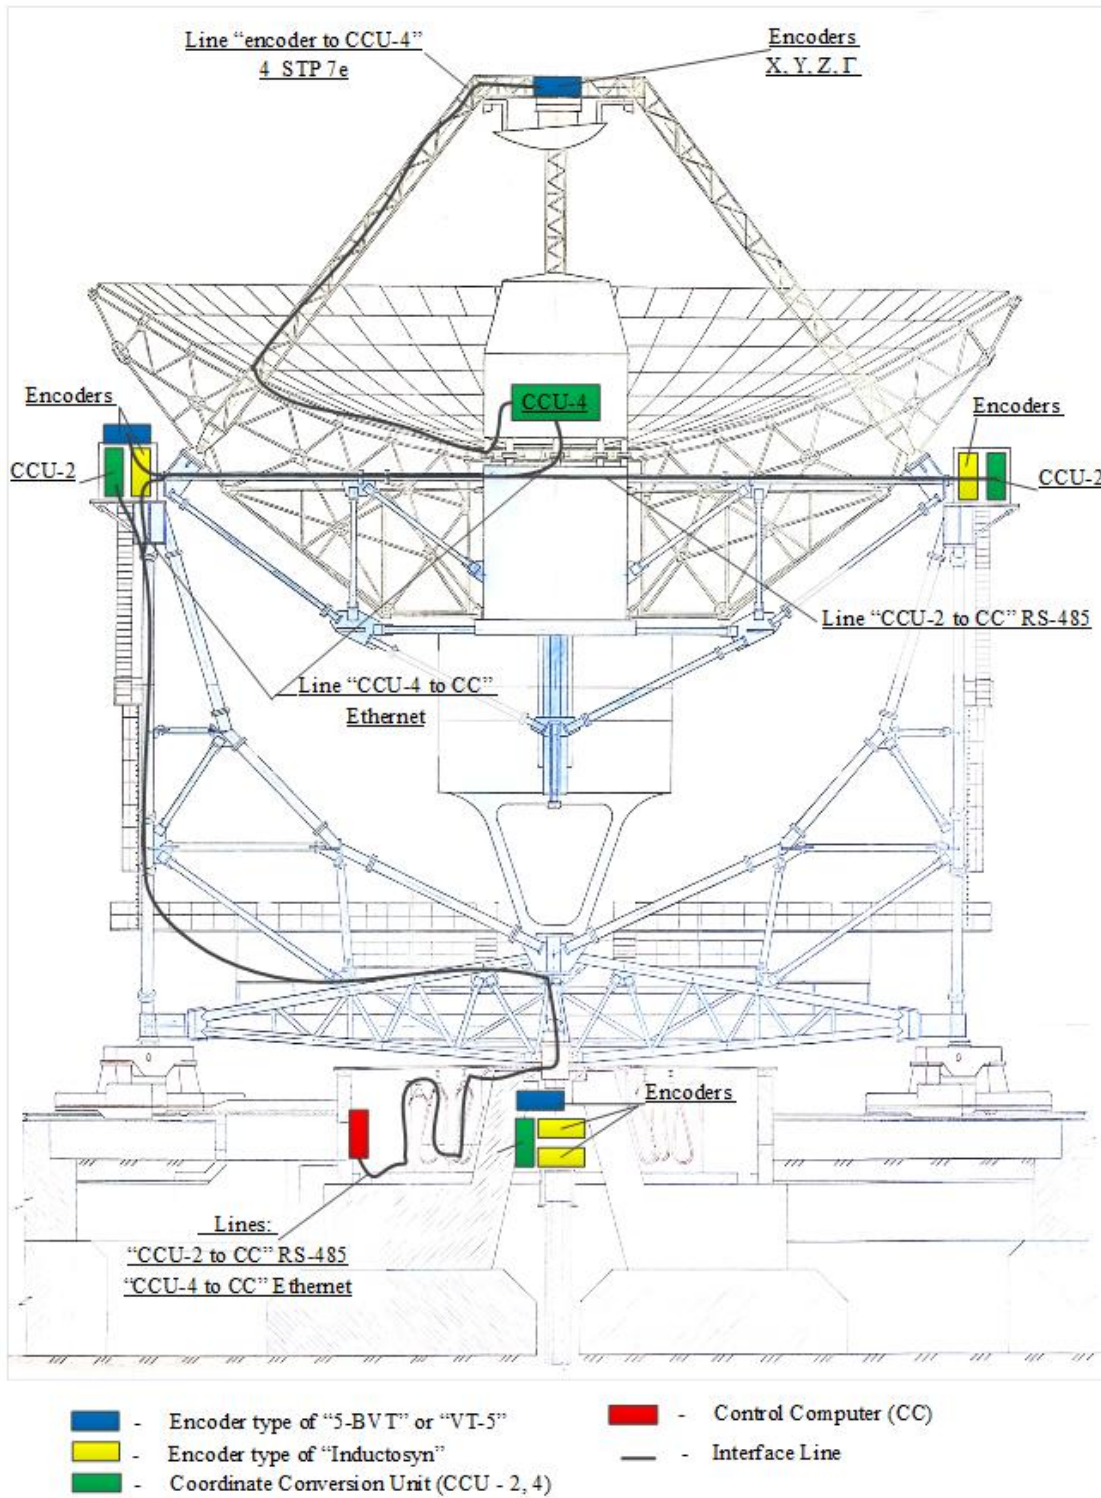 Line “encoder to CCU-4”
4 STP 7e
Encoders
X, Y, Z, Γ
Encoders
CCU-4
Encoders
CCU-2
CCU-2
Line “CCU-2 to CC” RS-485
Line “CCU-4 to CC”
Ethernet
Encoders
Lines:
“CCU-2 to CC” RS-485
“CCU-4 to CC” Ethernet
- Encoder type of “5-BVT” or “VT-5”
- Encoder type of “Inductosyn”
- Coordinate Conversion Unit (CCU - 2, 4)
- Control Computer (CC)
- Interface Line